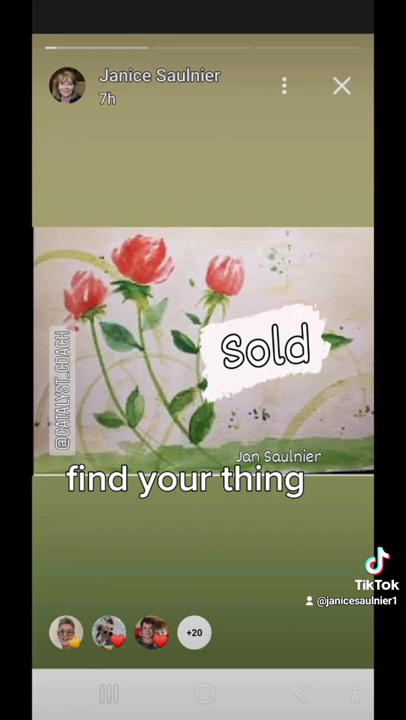 Janice Saulnier
7h
@CATALYST_COACH
Sold
Jan Saulnier
find your thing
TikTok
@janicesaulnier1
+20